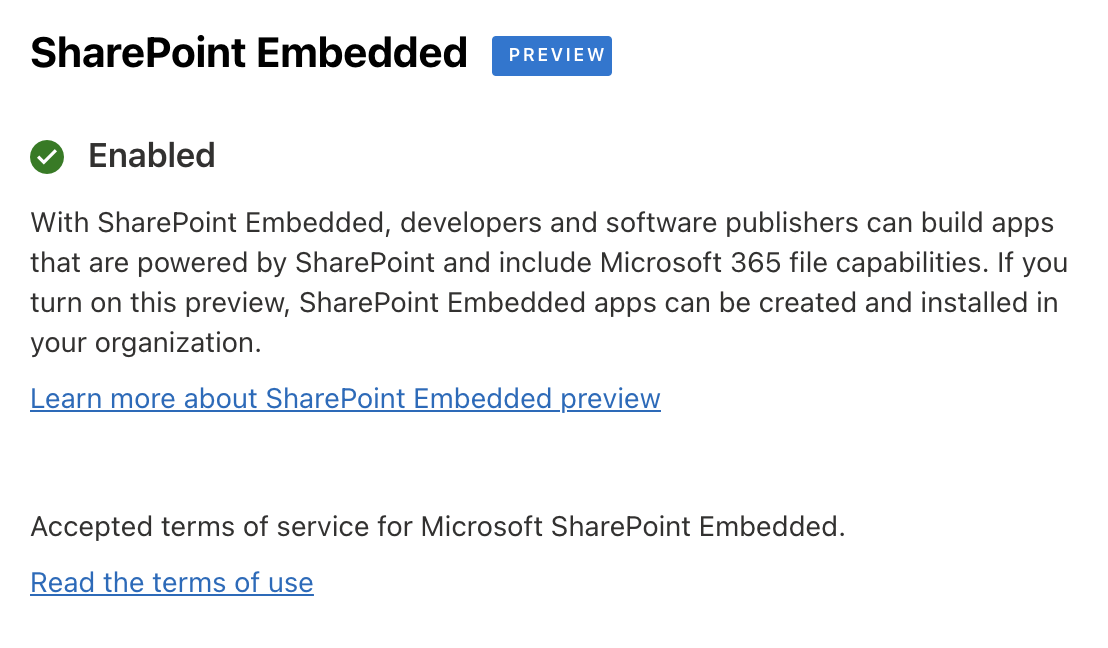 SharePoint Embedded PREVIEW
Enabled
With SharePoint Embedded, developers and software publishers can build apps
that are powered by SharePoint and include Microsoft 365 file capabilities. If you
turn on this preview, SharePoint Embedded apps can be created and installed in
your organization.
Learn more about SharePoint Embedded preview
Accepted terms of service for Microsoft SharePoint Embedded.
Read the terms of use